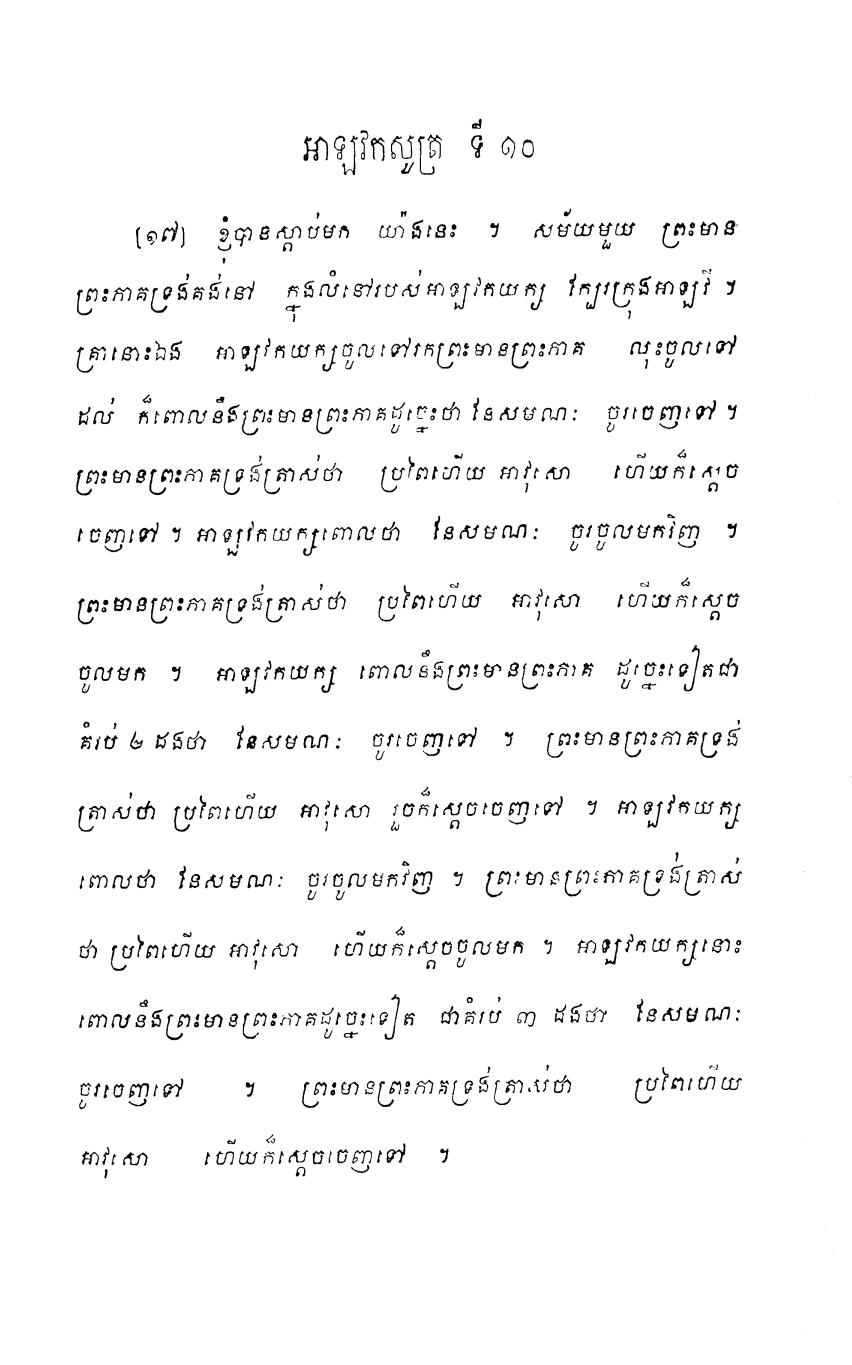 អាឡវកសូត្រ ទី ១០
[១៧] ខ្ញុំបានស្តាប់មក យ៉ាងនេះ ។ សម័យមួយ ព្រះមាន
ព្រះភាគទ្រង់គង់នៅ ក្នុងលំនៅរបស់អាឡវកយក្ស ក្បែរក្រុងអាឡវី ។
គ្រានោះឯង អាឡវកយក្សចូលទៅរកព្រះមានព្រះភាគ លុះចូលទៅ
ដល់ ក៏ពោលនឹងព្រះមានព្រះភាគដូច្នេះថា នែសមណៈ ចូរចេញទៅ ។
ព្រះមានព្រះភាគទ្រង់ត្រាស់ថា ប្រពៃហើយ អាវុសោ ហើយក៏ស្តេច
ចេញទៅ ។ អាឡវកយក្សពោលថា នែសមណៈ ចូរចូលមកវិញ ។
ព្រះមានព្រះភាគទ្រង់ត្រាស់ថា ប្រពៃហើយ អាវុសោ ហើយក៏ស្តេច
ចូលមក ។ អាឡវកយក្ស ពោលនឹងព្រះមានព្រះភាគ ដូច្នេះទៀតជា
គំរប់ ២ ដងថា នែសមណៈ ចូរចេញទៅ ។ ព្រះមានព្រះភាគទ្រង់
ត្រាស់ថា ប្រពៃហើយ អាវុសោ រួចក៏ស្តេចចេញទៅ ។ អាឡវកយក្ស
ពោលថា នែសមណៈ ចូរចូលមកវិញ ។ ព្រះមានព្រះភាគទ្រង់ត្រាស់
ថា ប្រពៃហើយ អាវុសោ ហើយក៏ស្តេចចូលមក ។ អាឡវកយក្សនោះ
ពោលនឹងព្រះមានព្រះភាគដូច្នេះទៀត ជាគំរប់ ៣ ដងថា នែសមណៈ
ចូរចេញទៅ ។ ព្រះមានព្រះភាគទ្រង់ត្រាស់ថា ប្រពៃហើយ
អាវុសោ ហើយក៏ស្តេចចេញទៅ ។